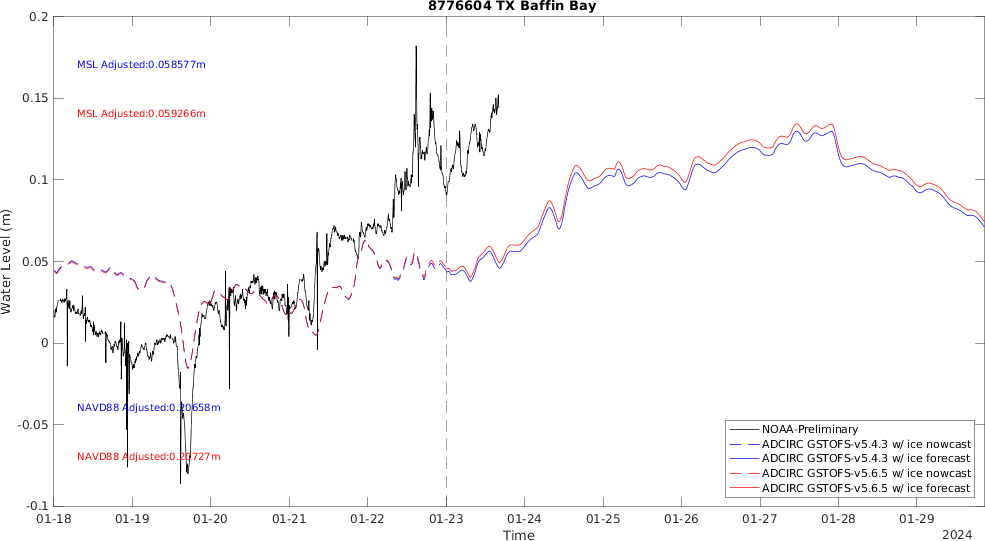 8776604 TX Baffin Bay
0.2
0.15
0.1
0.05
0
-0.05
-0.1
Water Level (m)
MSL Adjusted:0.058577m
MSL Adjusted:0.059266m
NAVD88 Adjusted:0.20658m
NAVD88 Adjusted:0.20727m
NOAA-Preliminary
ADCIRC GSTOFS-v5.4.3 w/ ice nowcast
ADCIRC GSTOFS-v5.4.3 w/ ice forecast
ADCIRC GSTOFS-v5.6.5 w/ ice nowcast
ADCIRC GSTOFS-v5.6.5 w/ ice forecast
01-18 01-19 01-20 01-21 01-22 01-23 01-24 01-25 01-26 01-27 01-28 01-29
Time
2024